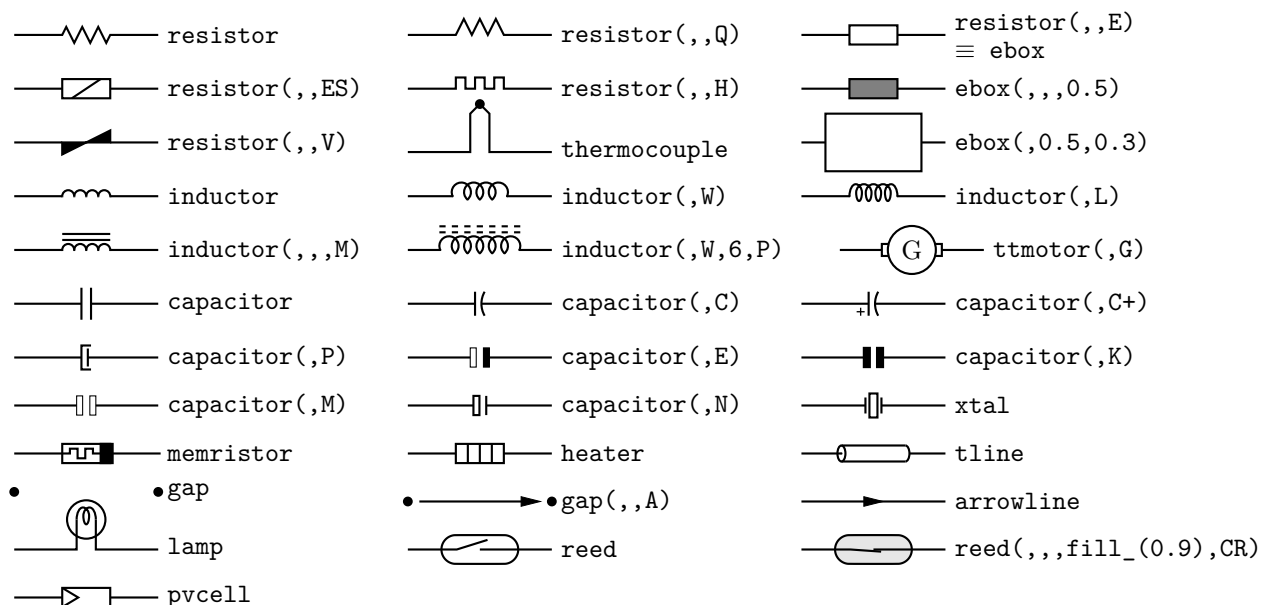 resistor
resistor(,,Q)
resistor(,,E)
≡ ebox
resistor(,,ES)
resistor(,,H)
ebox(,,,0.5)
resistor(,,V)
thermocouple
ebox(,0.5,0.3)
inductor
inductor(,W)
inductor(,L)
inductor(,,,M)
inductor(,W,6,P)
G
ttmotor(,G)
capacitor
capacitor(,C)
+
capacitor(,C+)
capacitor(,P)
capacitor(,E)
capacitor(,K)
capacitor(,M)
capacitor(,N)
xtal
memristor
heater
tline
gap
gap(,,A)
arrowline
lamp
reed
reed(,,,fill_(0.9),CR)
pvcell